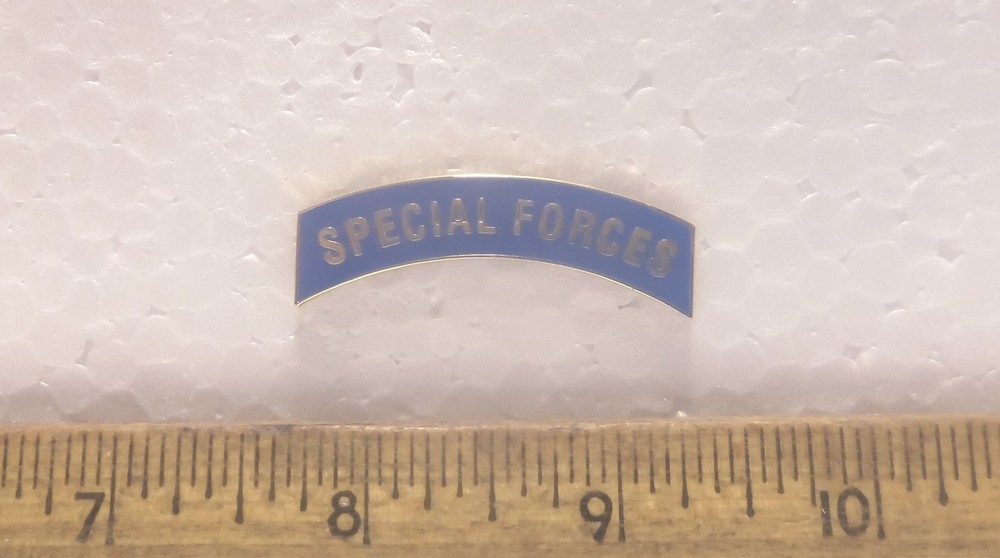 SPECIAL FORCES
7 8 9 10